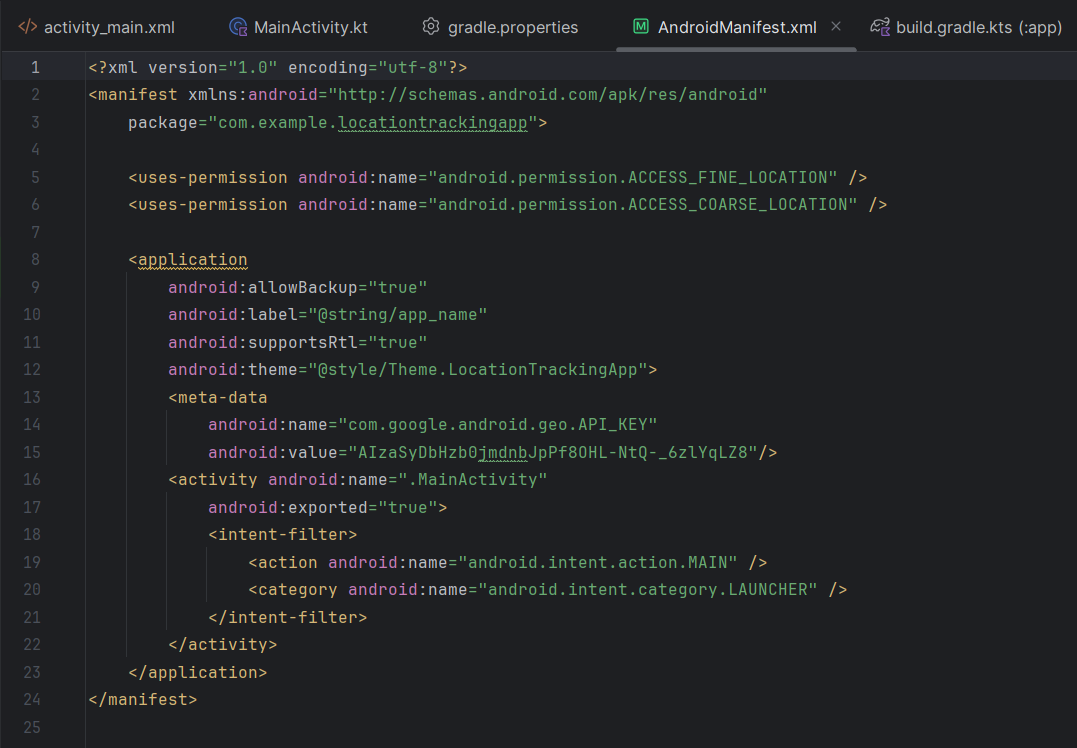 activity_main.xml MainActivity.kt gradle.properties AndroidManifest.xml build.gradle.kts (:app)
1 <?xml version="1.0" encoding="utf-8"?>
2 <manifest xmlns:android="http://schemas.android.com/apk/res/android"
3 package="com.example.locationtrackingapp">
4
5 <uses-permission android:name="android.permission.ACCESS_FINE_LOCATION" />
6 <uses-permission android:name="android.permission.ACCESS_COARSE_LOCATION" />
7
8 <application
9 android:allowBackup="true"
10 android:label="@string/app_name"
11 android:supportsRtl="true"
12 android:theme="@style/Theme.LocationTrackingApp">
13 <meta-data
14 android:name="com.google.android.geo.API_KEY"
15 android:value="AIzaSyDbHzb0jmdnbJpPf8OHL-NtQ-_6zlYqLZ8"/>
16 <activity android:name=".MainActivity"
17 android:exported="true">
18 <intent-filter>
19 <action android:name="android.intent.action.MAIN" />
20 <category android:name="android.intent.category.LAUNCHER" />
21 </intent-filter>
22 </activity>
23 </application>
24 </manifest>
25